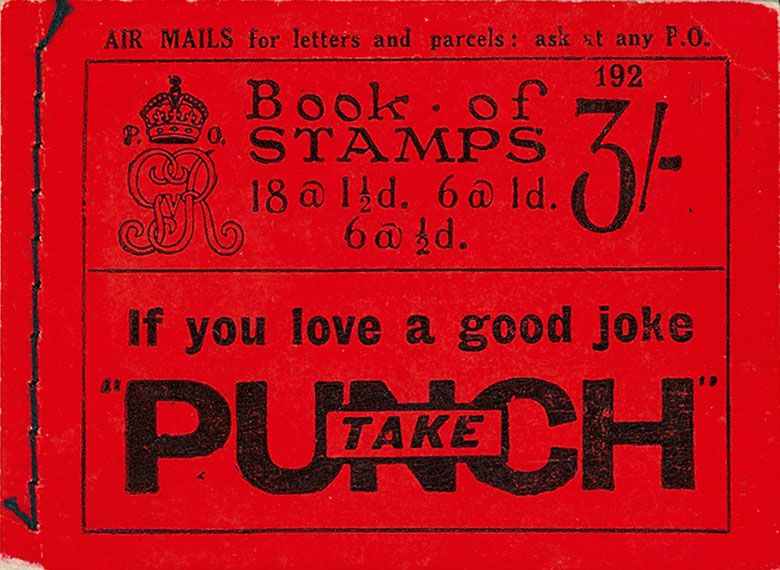 AIR MAILS for letters and parcels: ask at any P.O.
192
P. O.
GvR
Book · of
STAMPS
3/-
18 @ 1½d. 6 @ 1d.
6 @ ½d.
If you love a good joke
TAKE
"PUNCH"